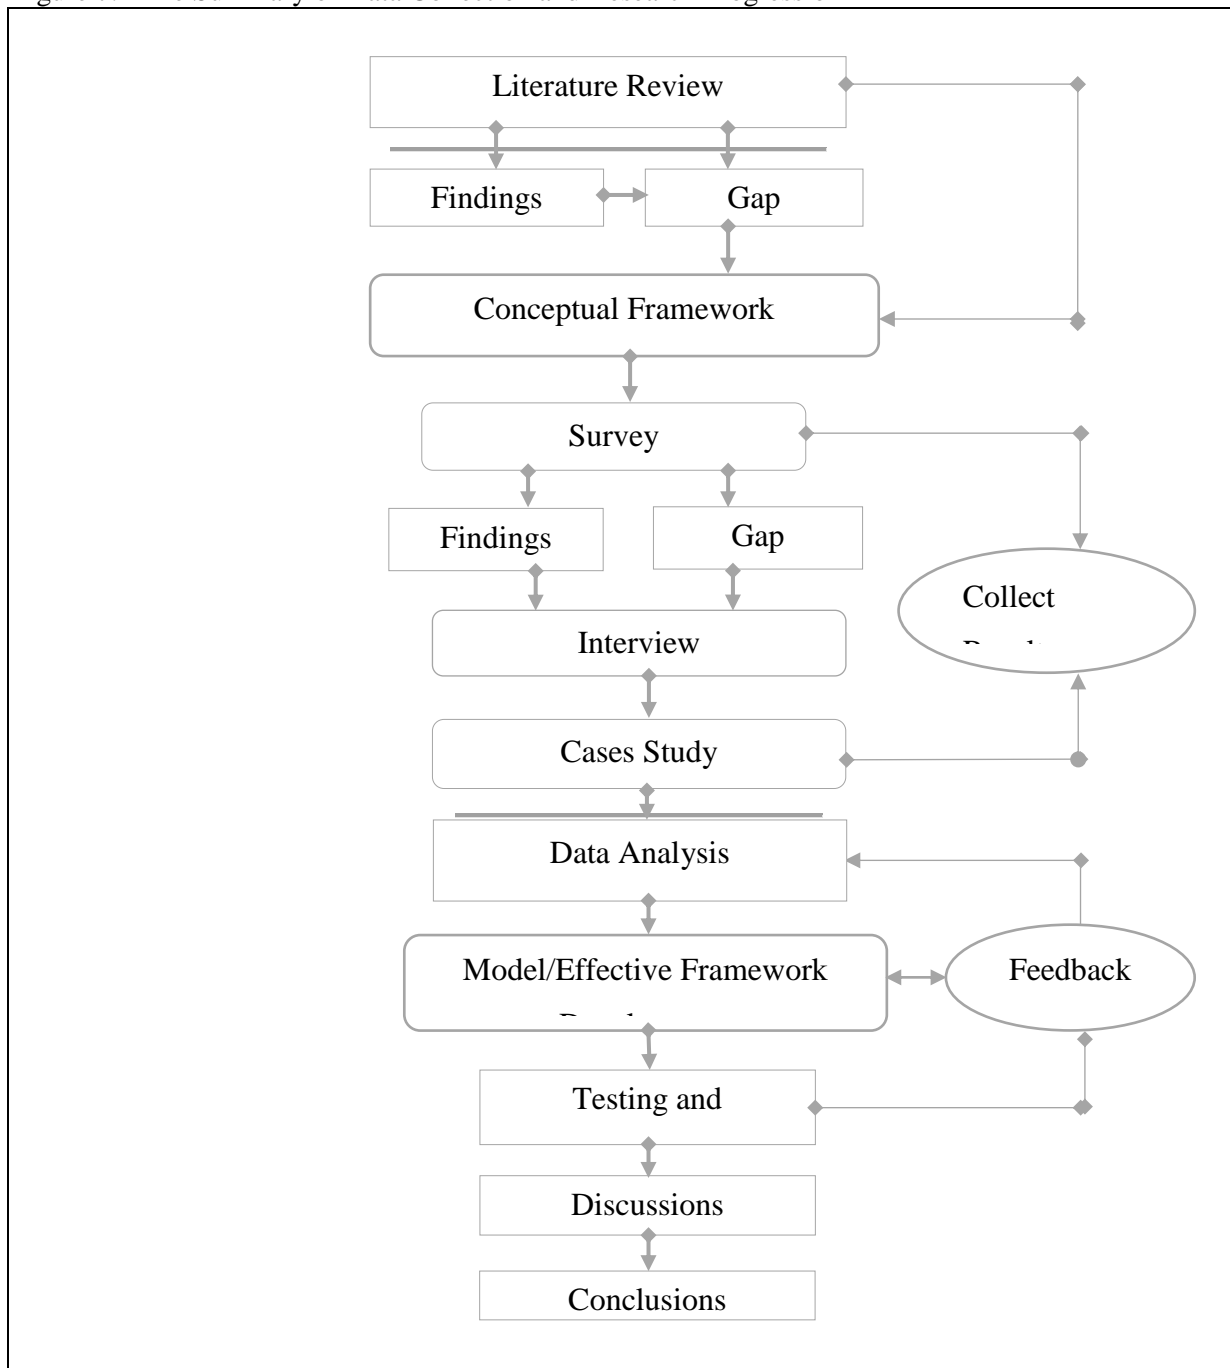 Literature Review
Findings
Gap
Conceptual Framework
Survey
Findings
Gap
Collect
Interview
Cases Study
Data Analysis
Model/Effective Framework
Feedback
Testing and
Discussions
Conclusions